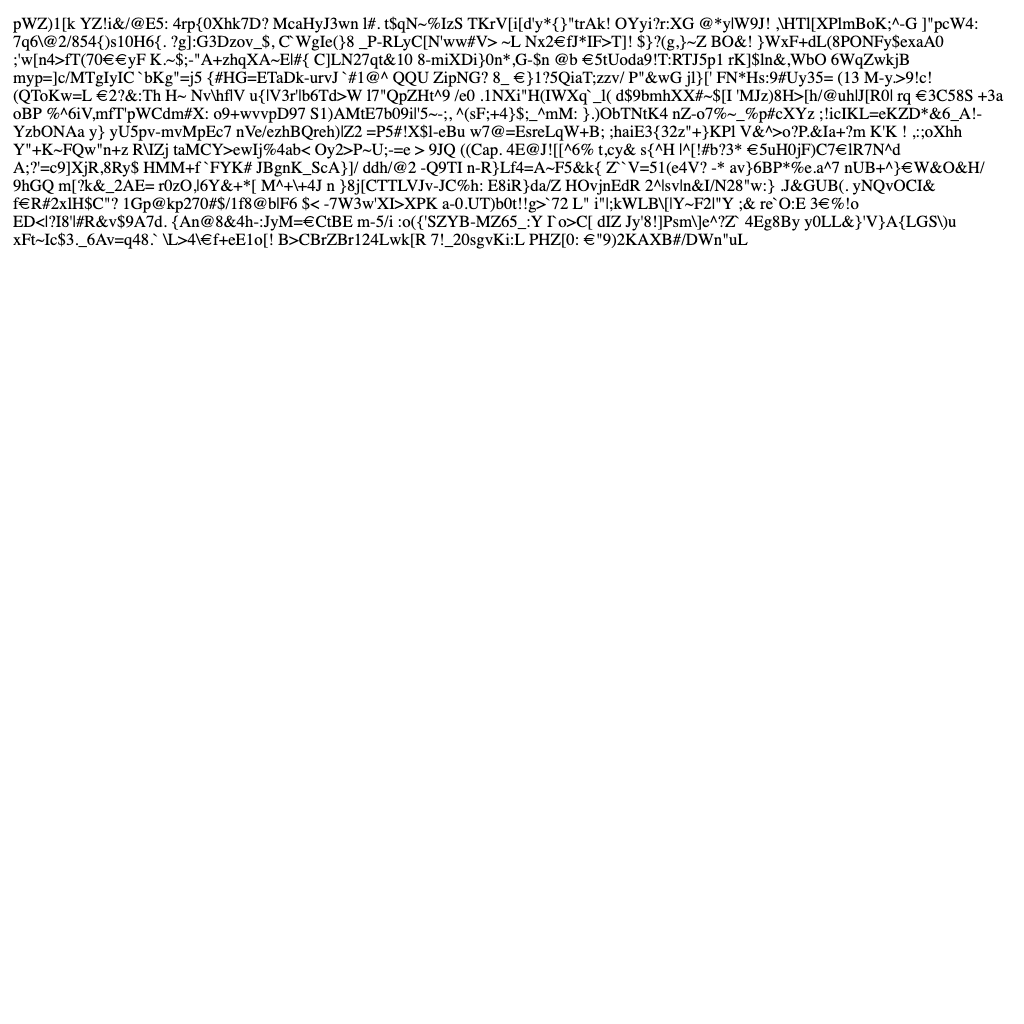 pWZ)1[k YZ!i&/@E5: 4rp{0Xhk7D? McaHyJ3wn l#. t$qN~%IzS TKrV[i[d'y*{}"trAk! OYyi?r:XG @*y|W9J! ,\HTl[XPlmBoK;^-G ]"pcW4:
7q6\@2/854{)s10H6{. ?g]:G3Dzov_$, C`WgIe(}8 _P-RLyC[N'ww#V> ~L Nx2€fJ*IF>T]! $}?(g,}~Z BO&! }WxF+dL(8PONFy$exaA0
;'w[n4>fT(70€€yF K.~$;-"A+zhqXA~E|#{ C]LN27qt&10 8-miXDi}0n*,G-$n @b €5tUoda9!T:RTJ5p1 rK]$ln&,WbO 6WqZwkjB
myp=]c/MTgIyIC `bKg"=j5 {#HG=ETaDk-urvJ `#1@^ QQU ZipNG? 8_ €}1?5QiaT;zzv/ P"&wG jl}[' FN*Hs:9#Uy35= (13 M-y.>9!c!
(QToKw=L €2?&:Th H~ Nv\hf|V u{|V3r'|b6Td>W l7"QpZHt^9 /e0 .1NXi"H(IWXq`_l( d$9bmhXX#~$[I 'MJz)8H>[h/@uh|J[R0| rq €3C58S +3a
oBP %^6iV,mfT'pWCdm#X: o9+wvvpD97 S1)AMtE7b09il'5~-;, ^(sF;+4}$;_^mM: }.)ObTNtK4 nZ-o7%~_%p#cXYz ;!icIKL=eKZD*&6_A!-
YzbONAa y} yU5pv-mvMpEc7 nVe/ezhBQreh)|Z2 =P5#!X$l-eBu w7@=EsreLqW+B; ;haiE3{32z"+}KPl V&^>o?P.&Ia+?m K'K ! ,:;oXhh
Y"+K~FQw"n+z R\IZj taMCY>ewIj%4ab< Oy2>P~U;-=e > 9JQ ((Cap. 4E@J![[^6% t,cy& s{^H |^[!#b?3* €5uH0jF)C7€lR7N^d
A;?'=c9]XjR,8Ry$ HMM+f`FYK# JBgnK_ScA}]/ ddh/@2 -Q9TI n-R}Lf4=A~F5&k{ Z``V=51(e4V? -* av}6BP*%e.a^7 nUB+^}€W&O&H/
9hGQ m[?k&_2AE= r0zO,|6Y&+*[ M^+\+4J n }8j[CTTLVJv-JC%h: E8iR}da/Z HOvjnEdR 2^|sv|n&I/N28"w:} .J&GUB(. yNQvOCI&
f€R#2xlH$C"? 1Gp@kp270#$/1f8@b|F6 $< -7W3w'XI>XPK a-0.UT)b0t!!g>`72 L" i"l;kWLB\[|Y~F2|"Y ;& re`O:E 3€%!o
ED<|?I8'|#R&v$9A7d. {An@8&4h-:JyM=€CtBE m-5/i :o({'SZYB-MZ65_:Y I`o>C[ dIZ Jy'8!]Psm\]e^?Z` 4Eg8By y0LL&}'V}A{LGS\)u
xFt~Ic$3._6Av=q48.` \L>4\€f+eE1o[! B>CBrZBr124Lwk[R 7!_20sgvKi:L PHZ[0: €"9)2KAXB#/DWn"uL